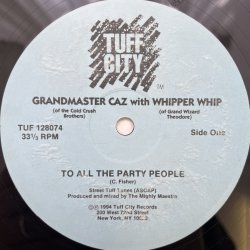 TUFF
CITY
TM
GRANDMASTER CAZ with WHIPPER WHIP
(of the Cold Crush
Brothers)
(of Grand Wizard
Theodore)
TUF 128074
33⅓ RPM
Side One
TO ALL THE PARTY PEOPLE
(C. Fisher)
Street Tuff Tunes (ASCAP)
Produced and mixed by The Mighty Maestro
℗ © 1994 Tuff City Records
200 West 72nd Street
New York, NY